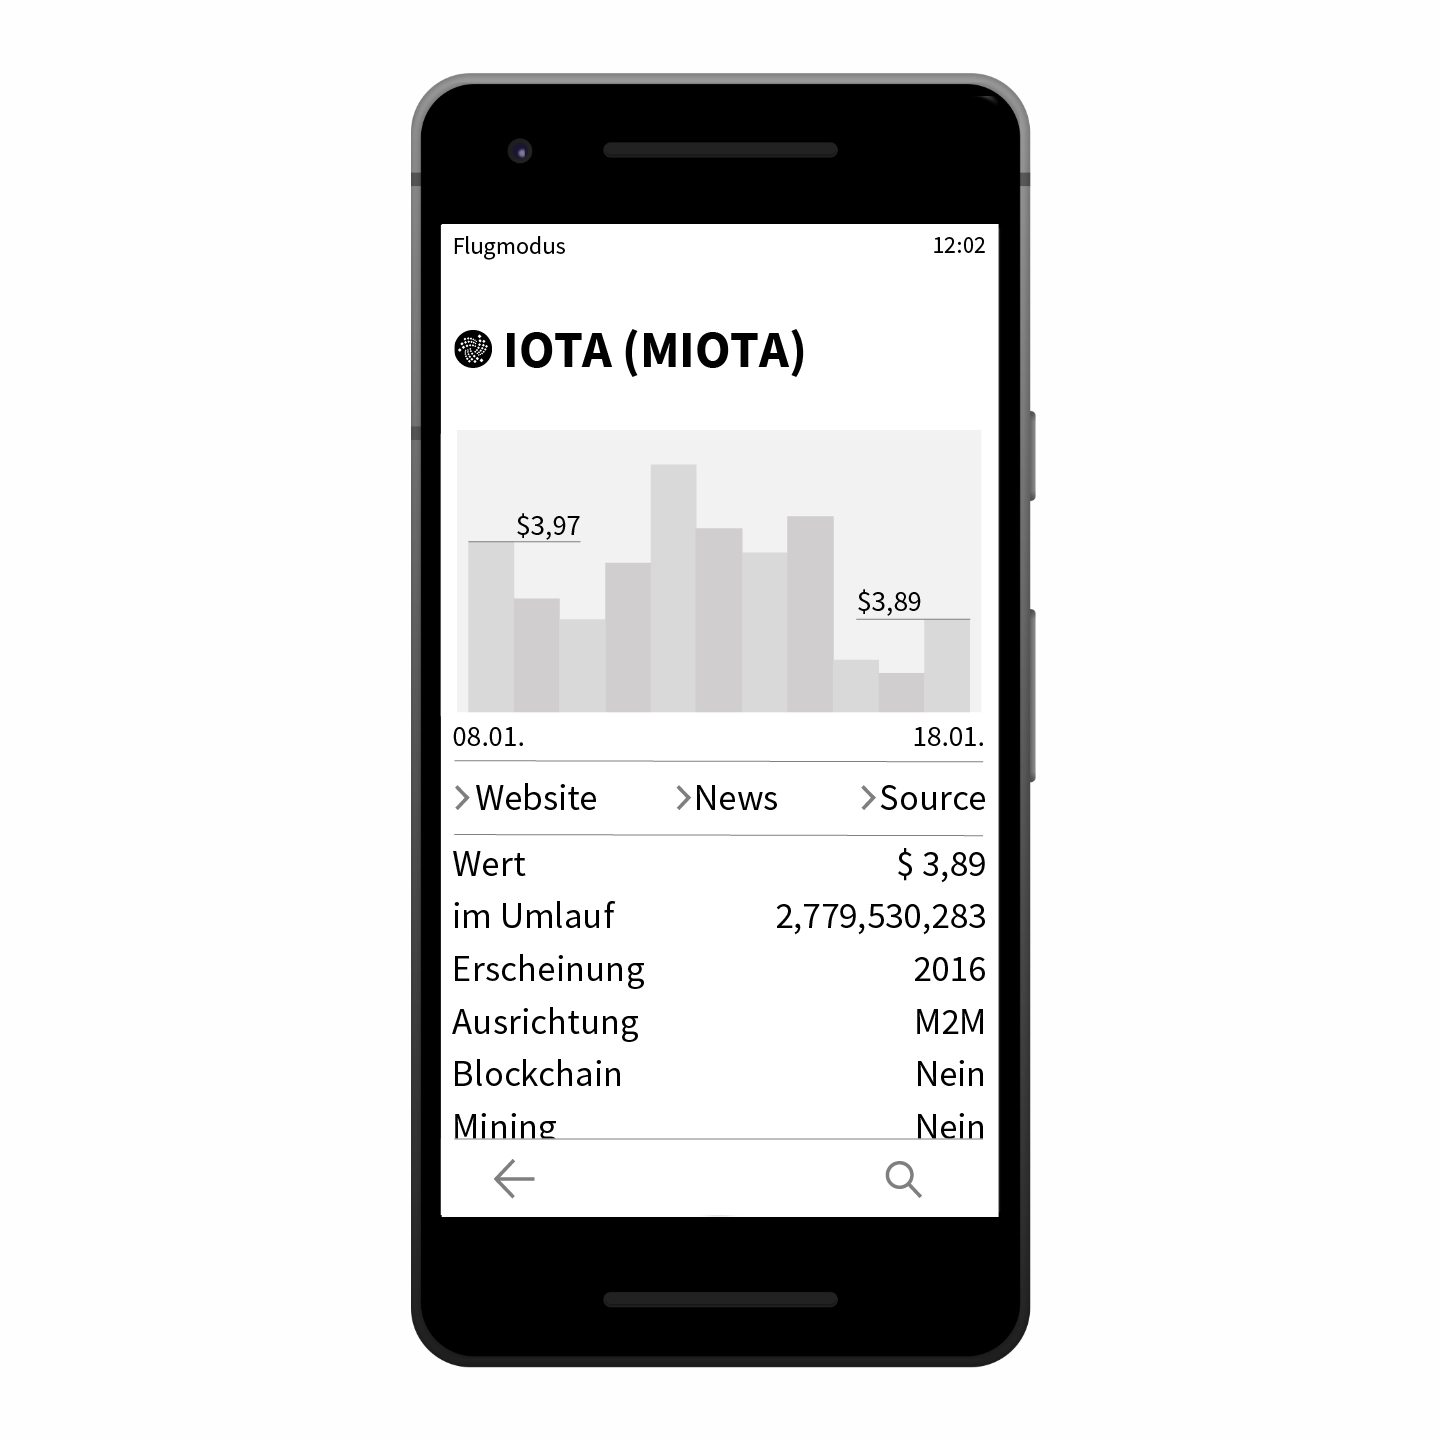 Flugmodus 12:02
IOTA (MIOTA)
$3,97
$3,89
08.01. 18.01.
Website News Source
Wert $ 3,89
im Umlauf 2,779,530,283
Erscheinung 2016
Ausrichtung M2M
Blockchain Nein
Mining Nein